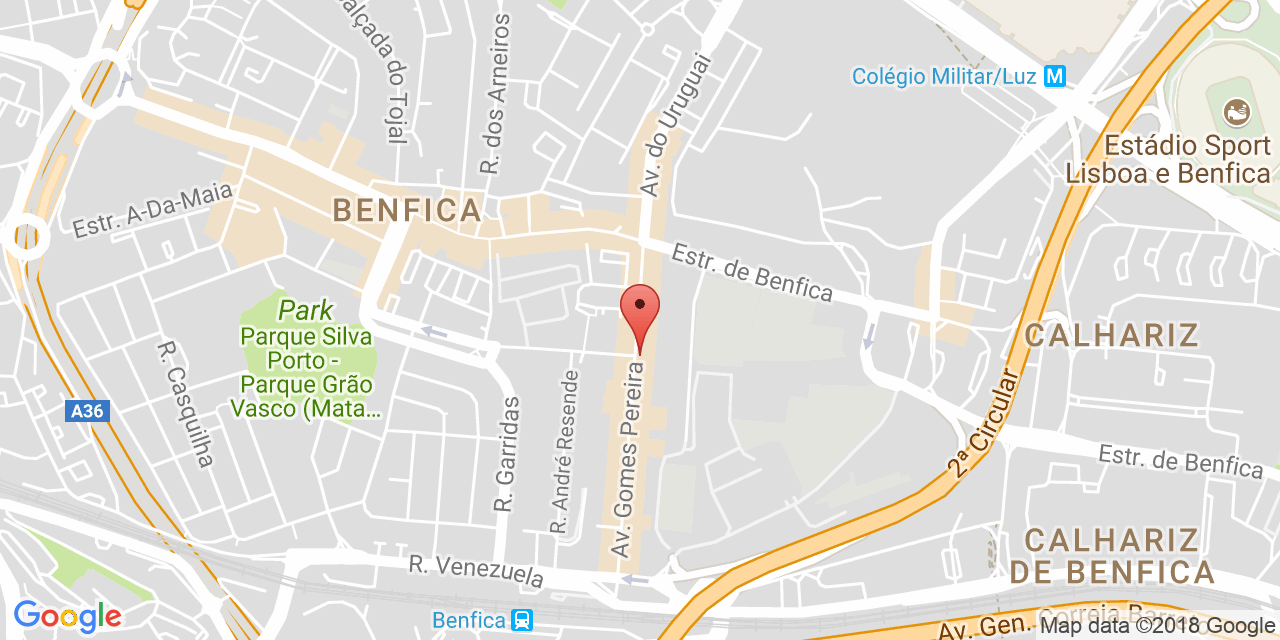 Calçada do Tojal
R. dos Arneiros
Av. do Uruguai
Colégio Militar/Luz M
Estádio Sport
Lisboa e Benfica
Estr. A-Da-Maia
BENFICA
Estr. de Benfica
Park
Parque Silva
Porto -
Parque Grão
Vasco (Mata...
CALHARIZ
R. Casquilha
A36
R. Garridas
R. André Resende
Av. Gomes Pereira
2ª Circular
Estr. de Benfica
R. Venezuela
CALHARIZ
DE BENFICA
Benfica
Google
Av. Gen. Correia Barre
Map data ©2018 Google